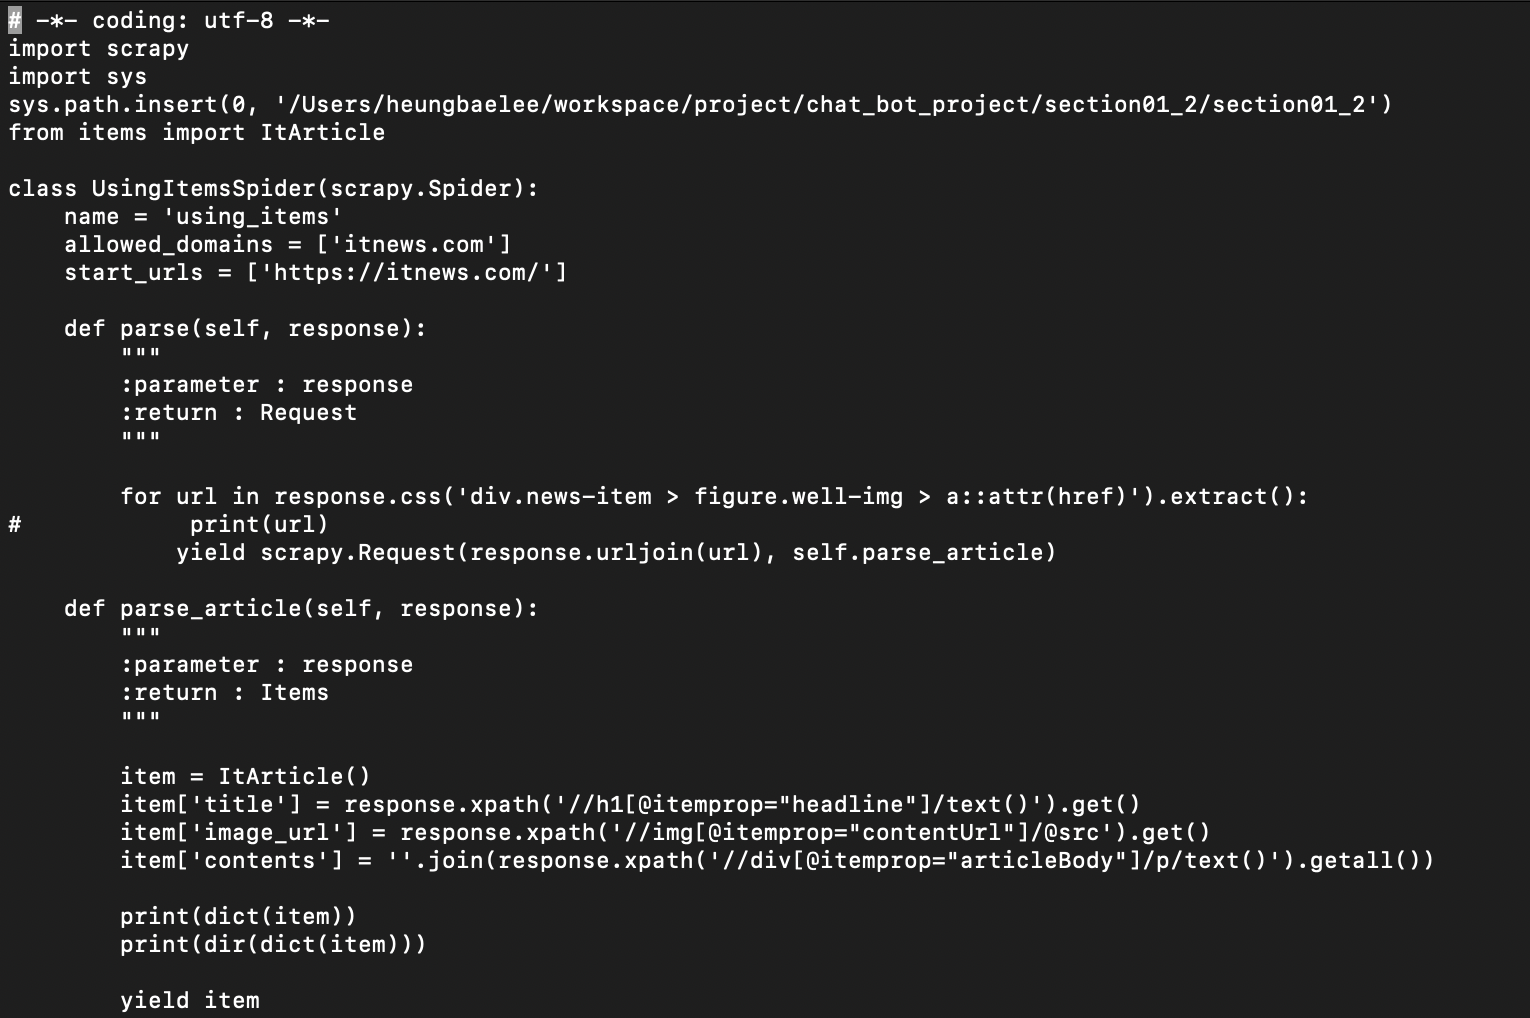 # -*- coding: utf-8 -*-
import scrapy
import sys
sys.path.insert(0, '/Users/heungbaelee/workspace/project/chat_bot_project/section01_2/section01_2')
from items import ItArticle

class UsingItemsSpider(scrapy.Spider):
    name = 'using_items'
    allowed_domains = ['itnews.com']
    start_urls = ['https://itnews.com/']

    def parse(self, response):
        """
        :parameter : response
        :return : Request
        """

        for url in response.css('div.news-item > figure.well-img > a::attr(href)').extract():
#            print(url)
            yield scrapy.Request(response.urljoin(url), self.parse_article)

    def parse_article(self, response):
        """
        :parameter : response
        :return : Items
        """

        item = ItArticle()
        item['title'] = response.xpath('//h1[@itemprop="headline"]/text()').get()
        item['image_url'] = response.xpath('//img[@itemprop="contentUrl"]/@src').get()
        item['contents'] = ''.join(response.xpath('//div[@itemprop="articleBody"]/p/text()').getall())

        print(dict(item))
        print(dir(dict(item)))

        yield item